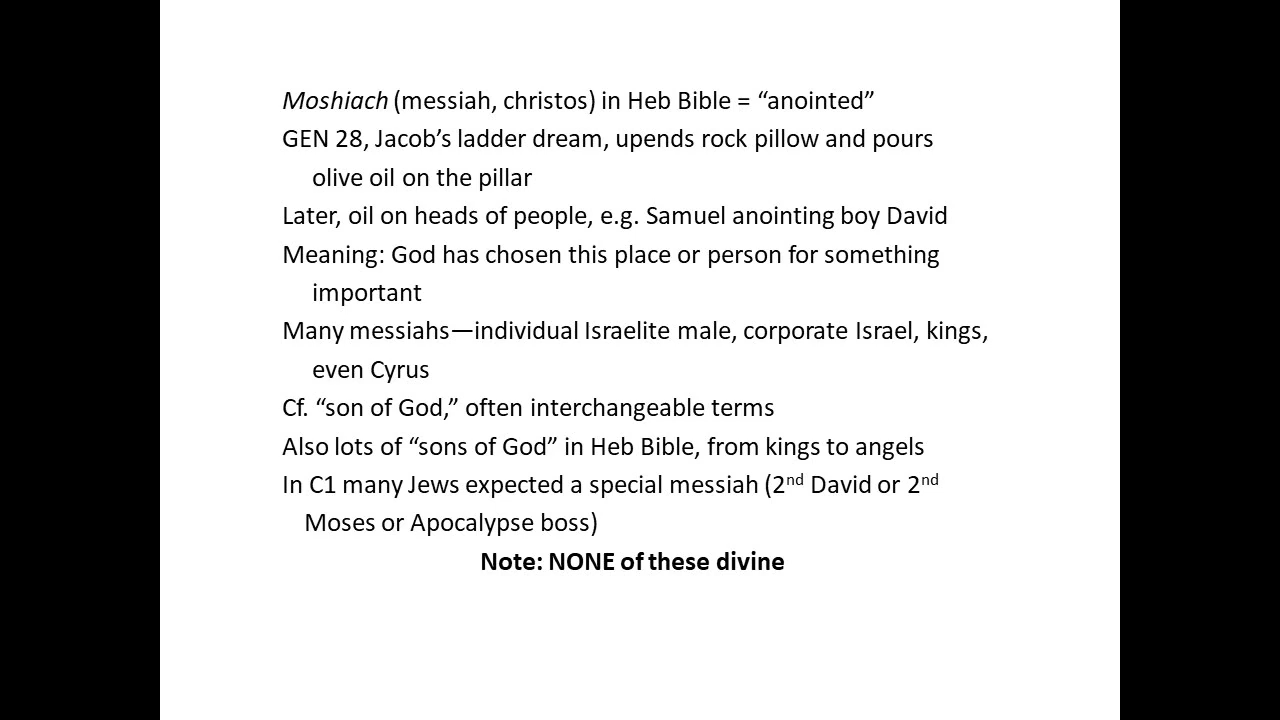 Moshiach (messiah, christos) in Heb Bible = “anointed”
GEN 28, Jacob’s ladder dream, upends rock pillow and pours
olive oil on the pillar
Later, oil on heads of people, e.g. Samuel anointing boy David
Meaning: God has chosen this place or person for something
important
Many messiahs—individual Israelite male, corporate Israel, kings,
even Cyrus
Cf. “son of God,” often interchangeable terms
Also lots of “sons of God” in Heb Bible, from kings to angels
In C1 many Jews expected a special messiah (2nd David or 2nd
Moses or Apocalypse boss)
Note: NONE of these divine